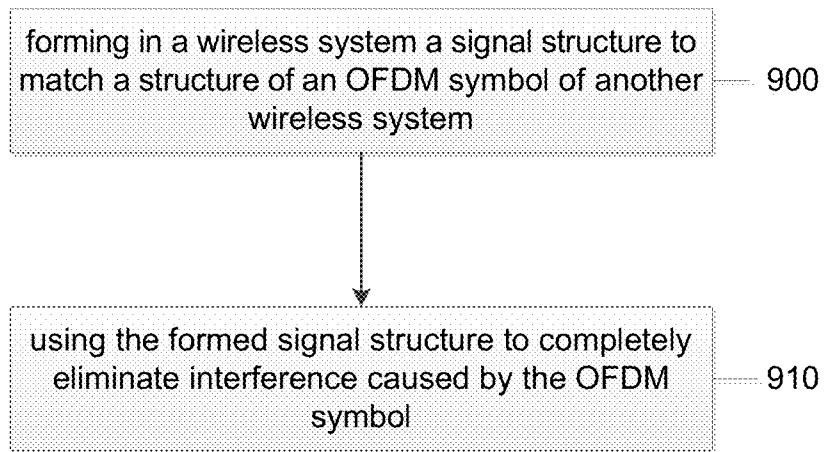 forming in a wireless system a signal structure to
match a structure of an OFDM symbol of another
wireless system
900
using the formed signal structure to completely
eliminate interference caused by the OFDM
symbol
910